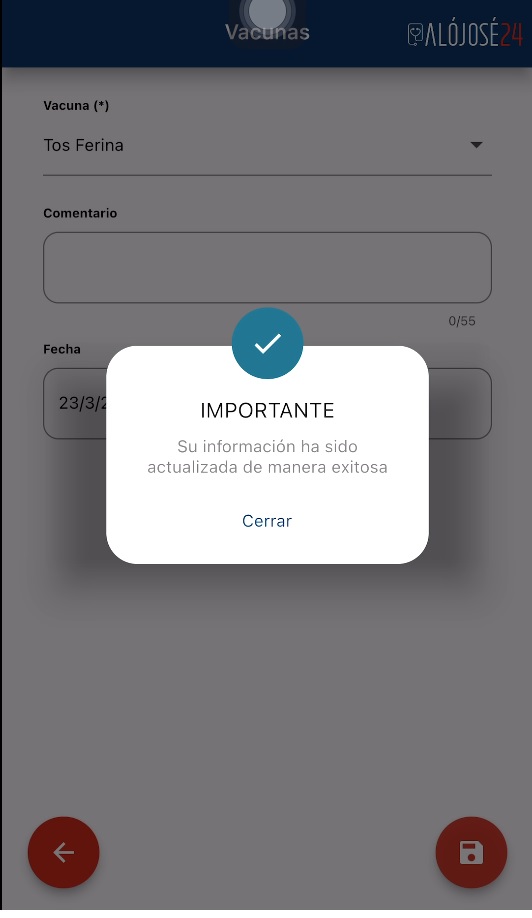 Vacunas
ALÓJOSÉ24
Vacuna (*)
Tos Ferina
Comentario
0/55
Fecha
23/3/2
IMPORTANTE
Su información ha sido
actualizada de manera exitosa
Cerrar